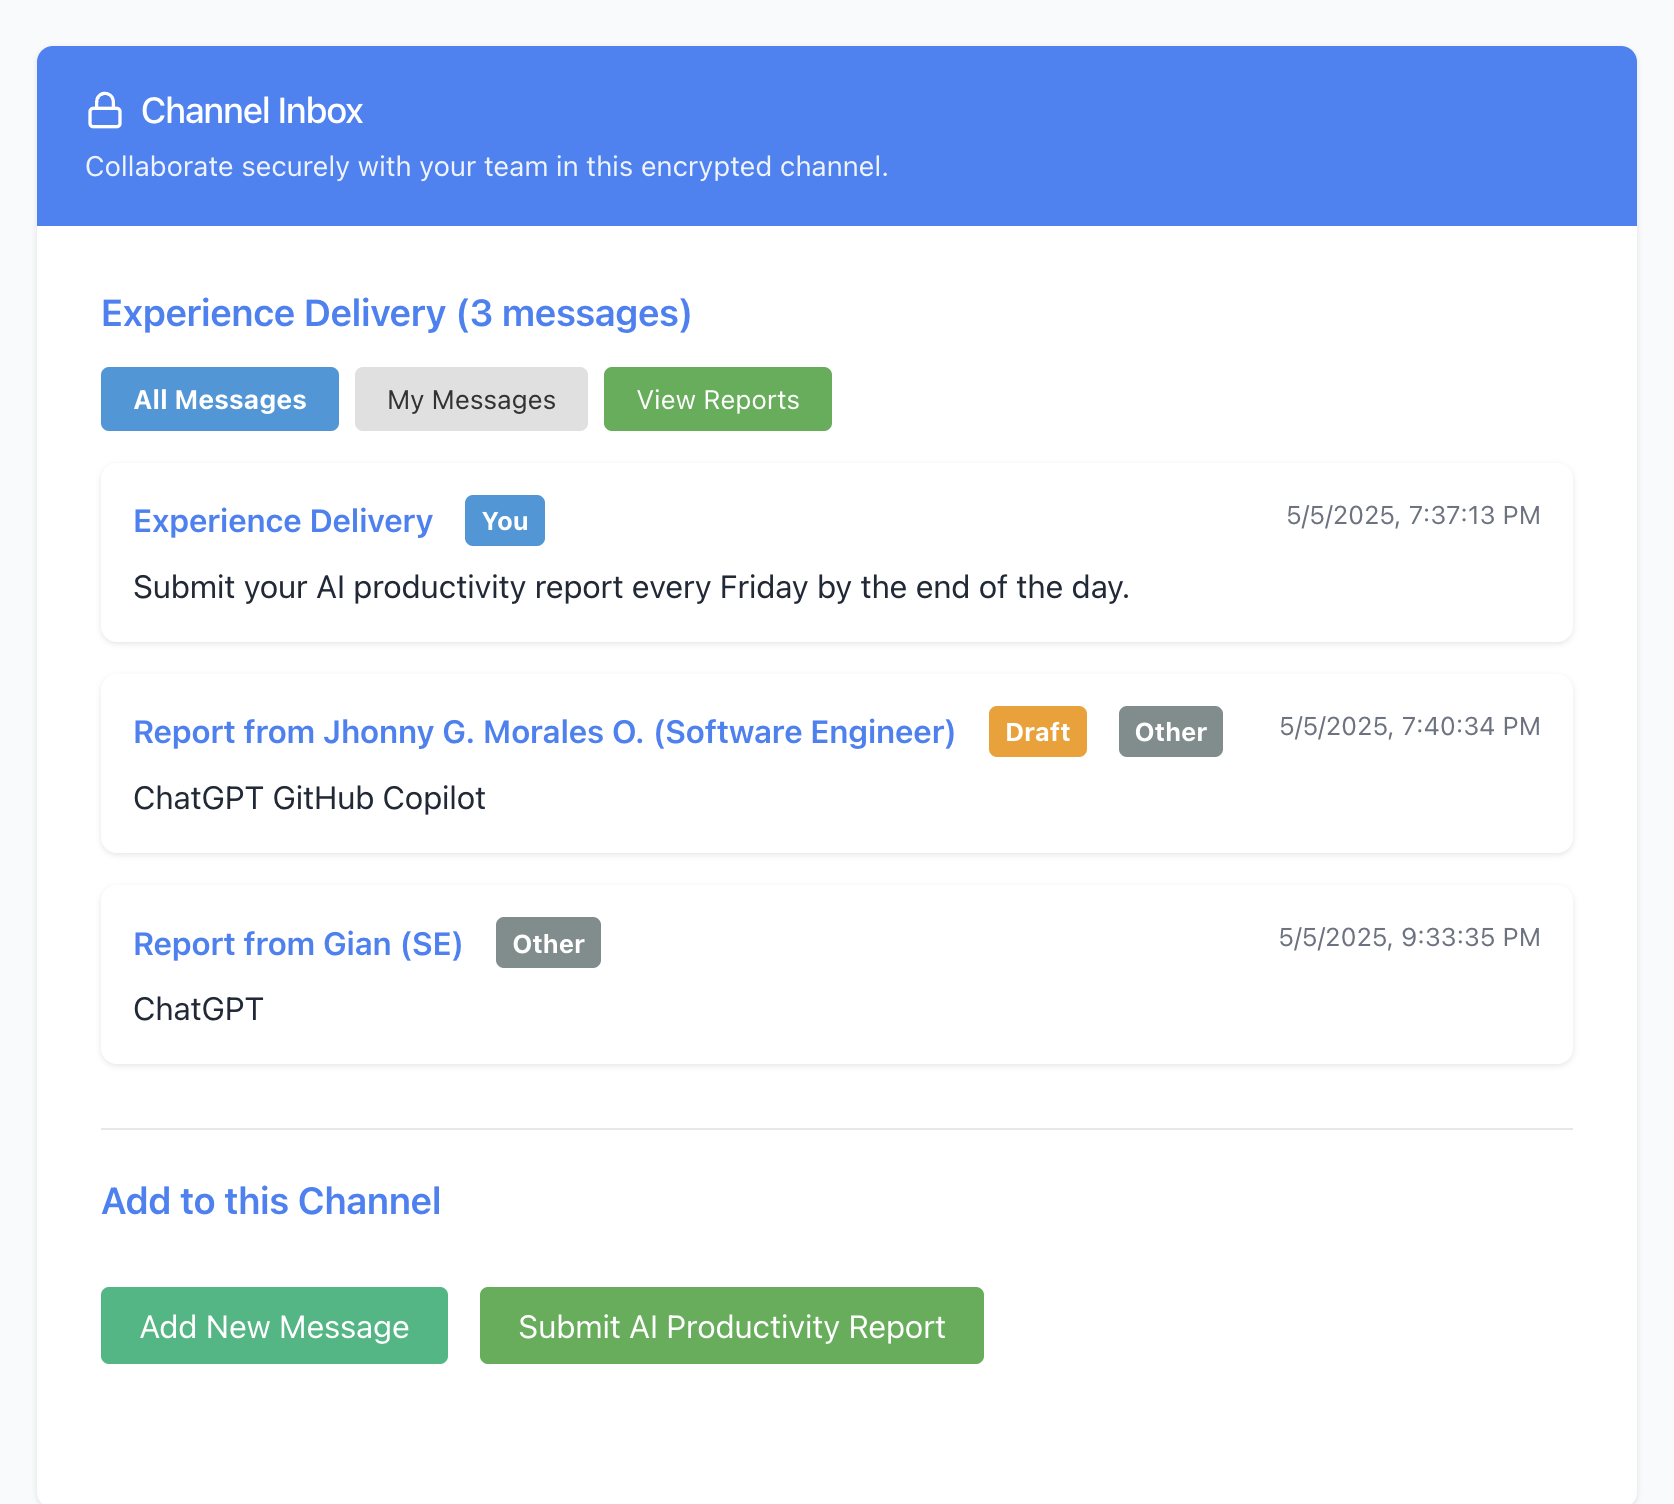 Channel Inbox
Collaborate securely with your team in this encrypted channel.
Experience Delivery (3 messages)
All Messages My Messages View Reports
Experience Delivery You 5/5/2025, 7:37:13 PM
Submit your AI productivity report every Friday by the end of the day.
Report from Jhonny G. Morales O. (Software Engineer) Draft Other 5/5/2025, 7:40:34 PM
ChatGPT GitHub Copilot
Report from Gian (SE) Other 5/5/2025, 9:33:35 PM
ChatGPT
Add to this Channel
Add New Message Submit AI Productivity Report